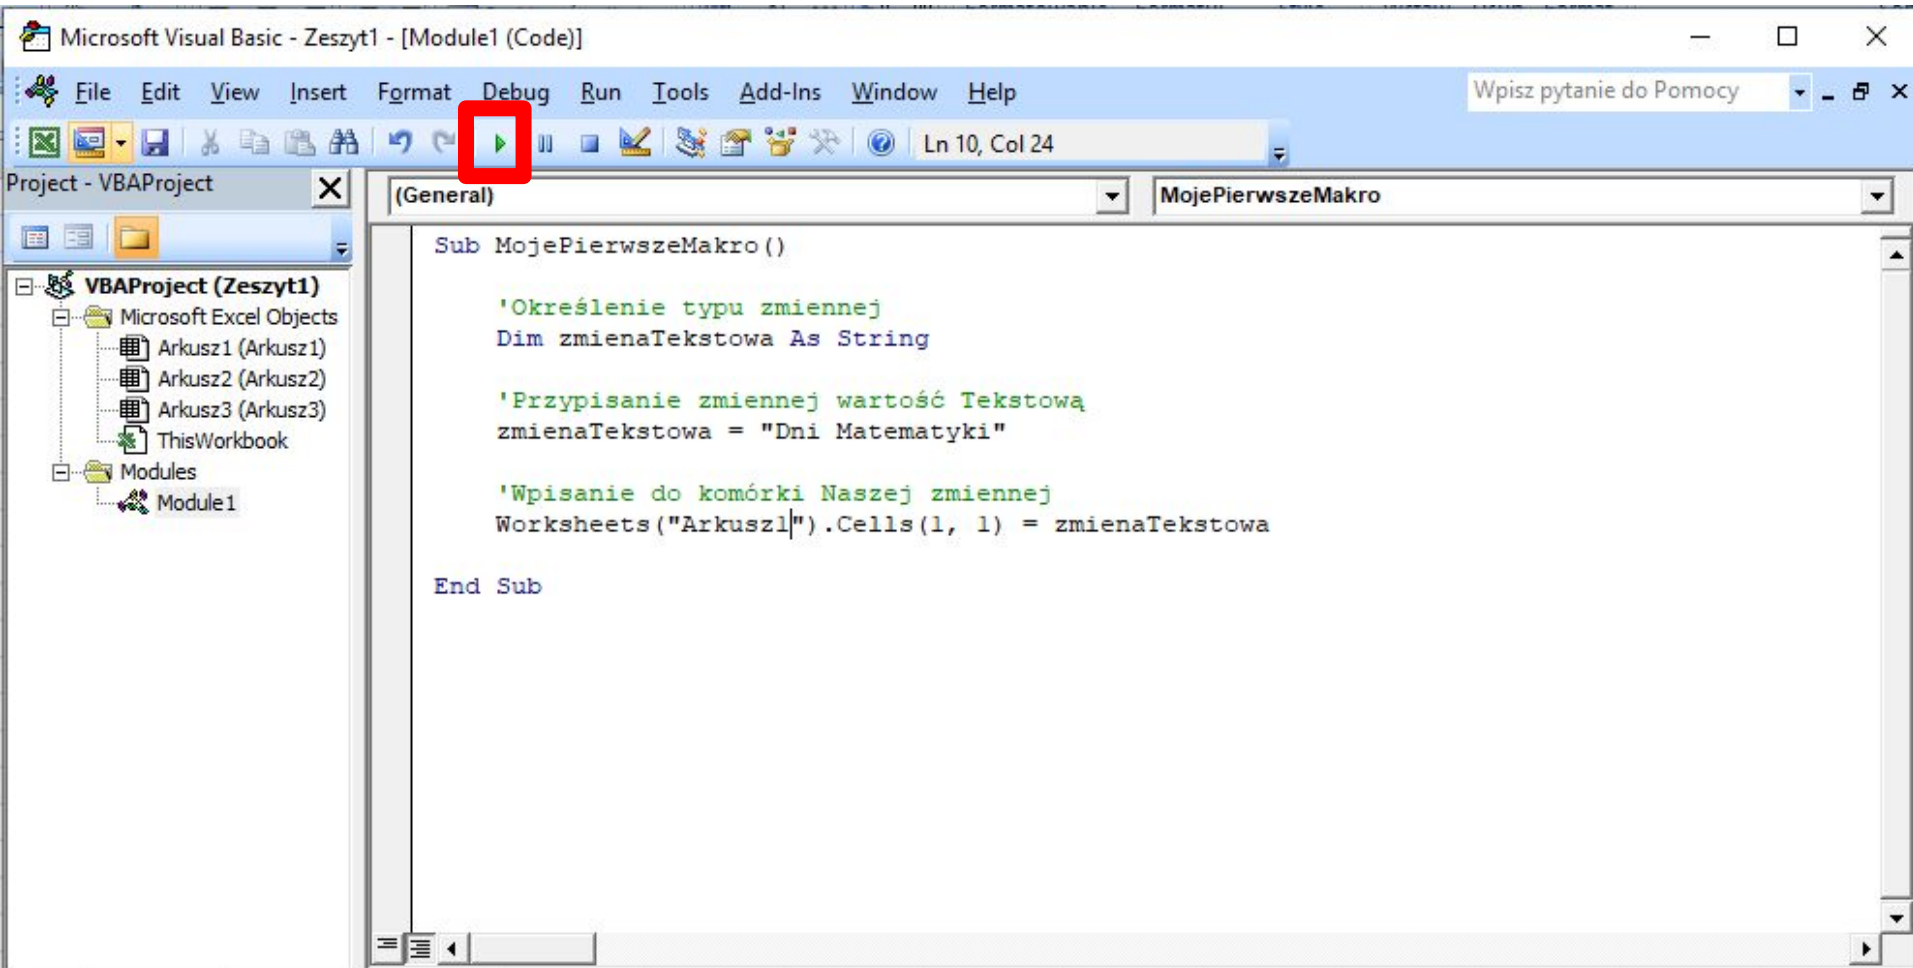 Microsoft Visual Basic - Zeszyt1 - [Module1 (Code)]
File Edit View Insert Format Debug Run Tools Add-Ins Window Help
Wpisz pytanie do Pomocy
Ln 10, Col 24
Project - VBAProject
(General)
MojePierwszeMakro
VBAProject (Zeszyt1)
Microsoft Excel Objects
Arkusz1 (Arkusz1)
Arkusz2 (Arkusz2)
Arkusz3 (Arkusz3)
ThisWorkbook
Modules
Module1
Sub MojePierwszeMakro()
'Określenie typu zmiennej
Dim zmienaTekstowa As String
'Przypisanie zmiennej wartość Tekstową
zmienaTekstowa = "Dni Matematyki"
'Wpisanie do komórki Naszej zmiennej
Worksheets("Arkusz1").Cells(1, 1) = zmienaTekstowa
End Sub